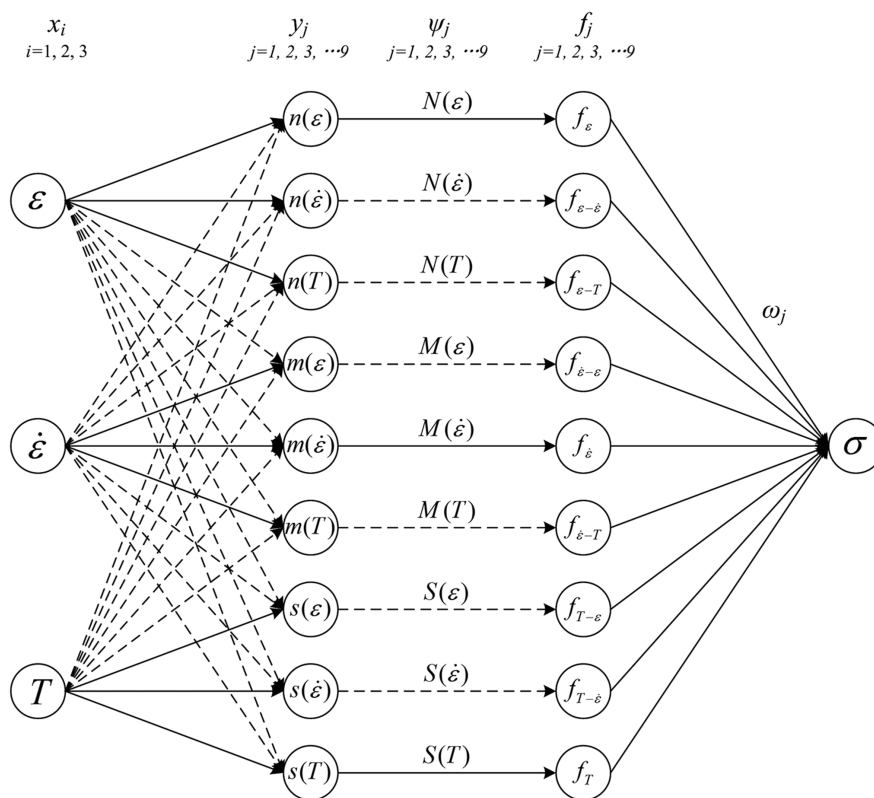 x_i y_j ψ_j f_j
i=1, 2, 3 j=1, 2, 3, ···9 j=1, 2, 3, ···9 j=1, 2, 3, ···9
n(ε) N(ε) f_ε
ε n(ε̇) N(ε̇) f_{ε−ε̇}
n(T) N(T) f_{ε−T}
ω_j
m(ε) M(ε) f_{ε̇−ε}
ε̇ m(ε̇) M(ε̇) f_ε̇ σ
m(T) M(T) f_{ε̇−T}
s(ε) S(ε) f_{T−ε}
T s(ε̇) S(ε̇) f_{T−ε̇}
s(T) S(T) f_T